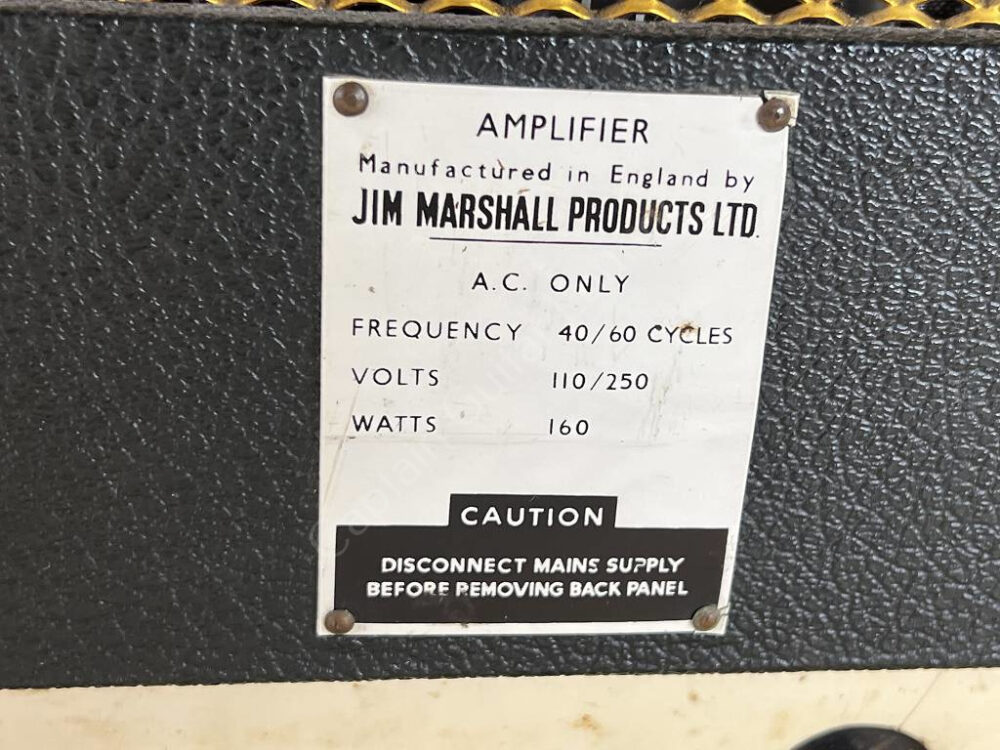 AMPLIFIER
Manufactured in England by
JIM MARSHALL PRODUCTS LTD.
A.C. ONLY
FREQUENCY 40/60 CYCLES
VOLTS 110/250
WATTS 160
CAUTION
DISCONNECT MAINS SUPPLY
BEFORE REMOVING BACK PANEL